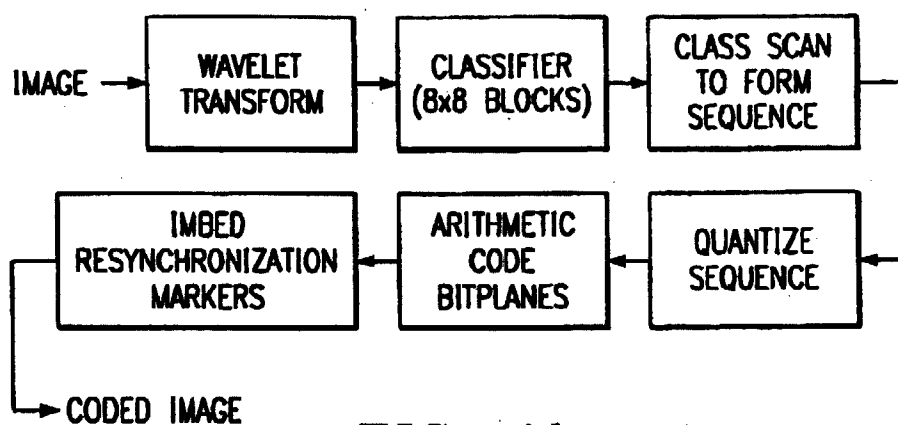 IMAGE
WAVELET
TRANSFORM
CLASSIFIER
(8x8 BLOCKS)
CLASS SCAN
TO FORM
SEQUENCE
QUANTIZE
SEQUENCE
ARITHMETIC
CODE
BITPLANES
IMBED
RESYNCHRONIZATION
MARKERS
CODED IMAGE